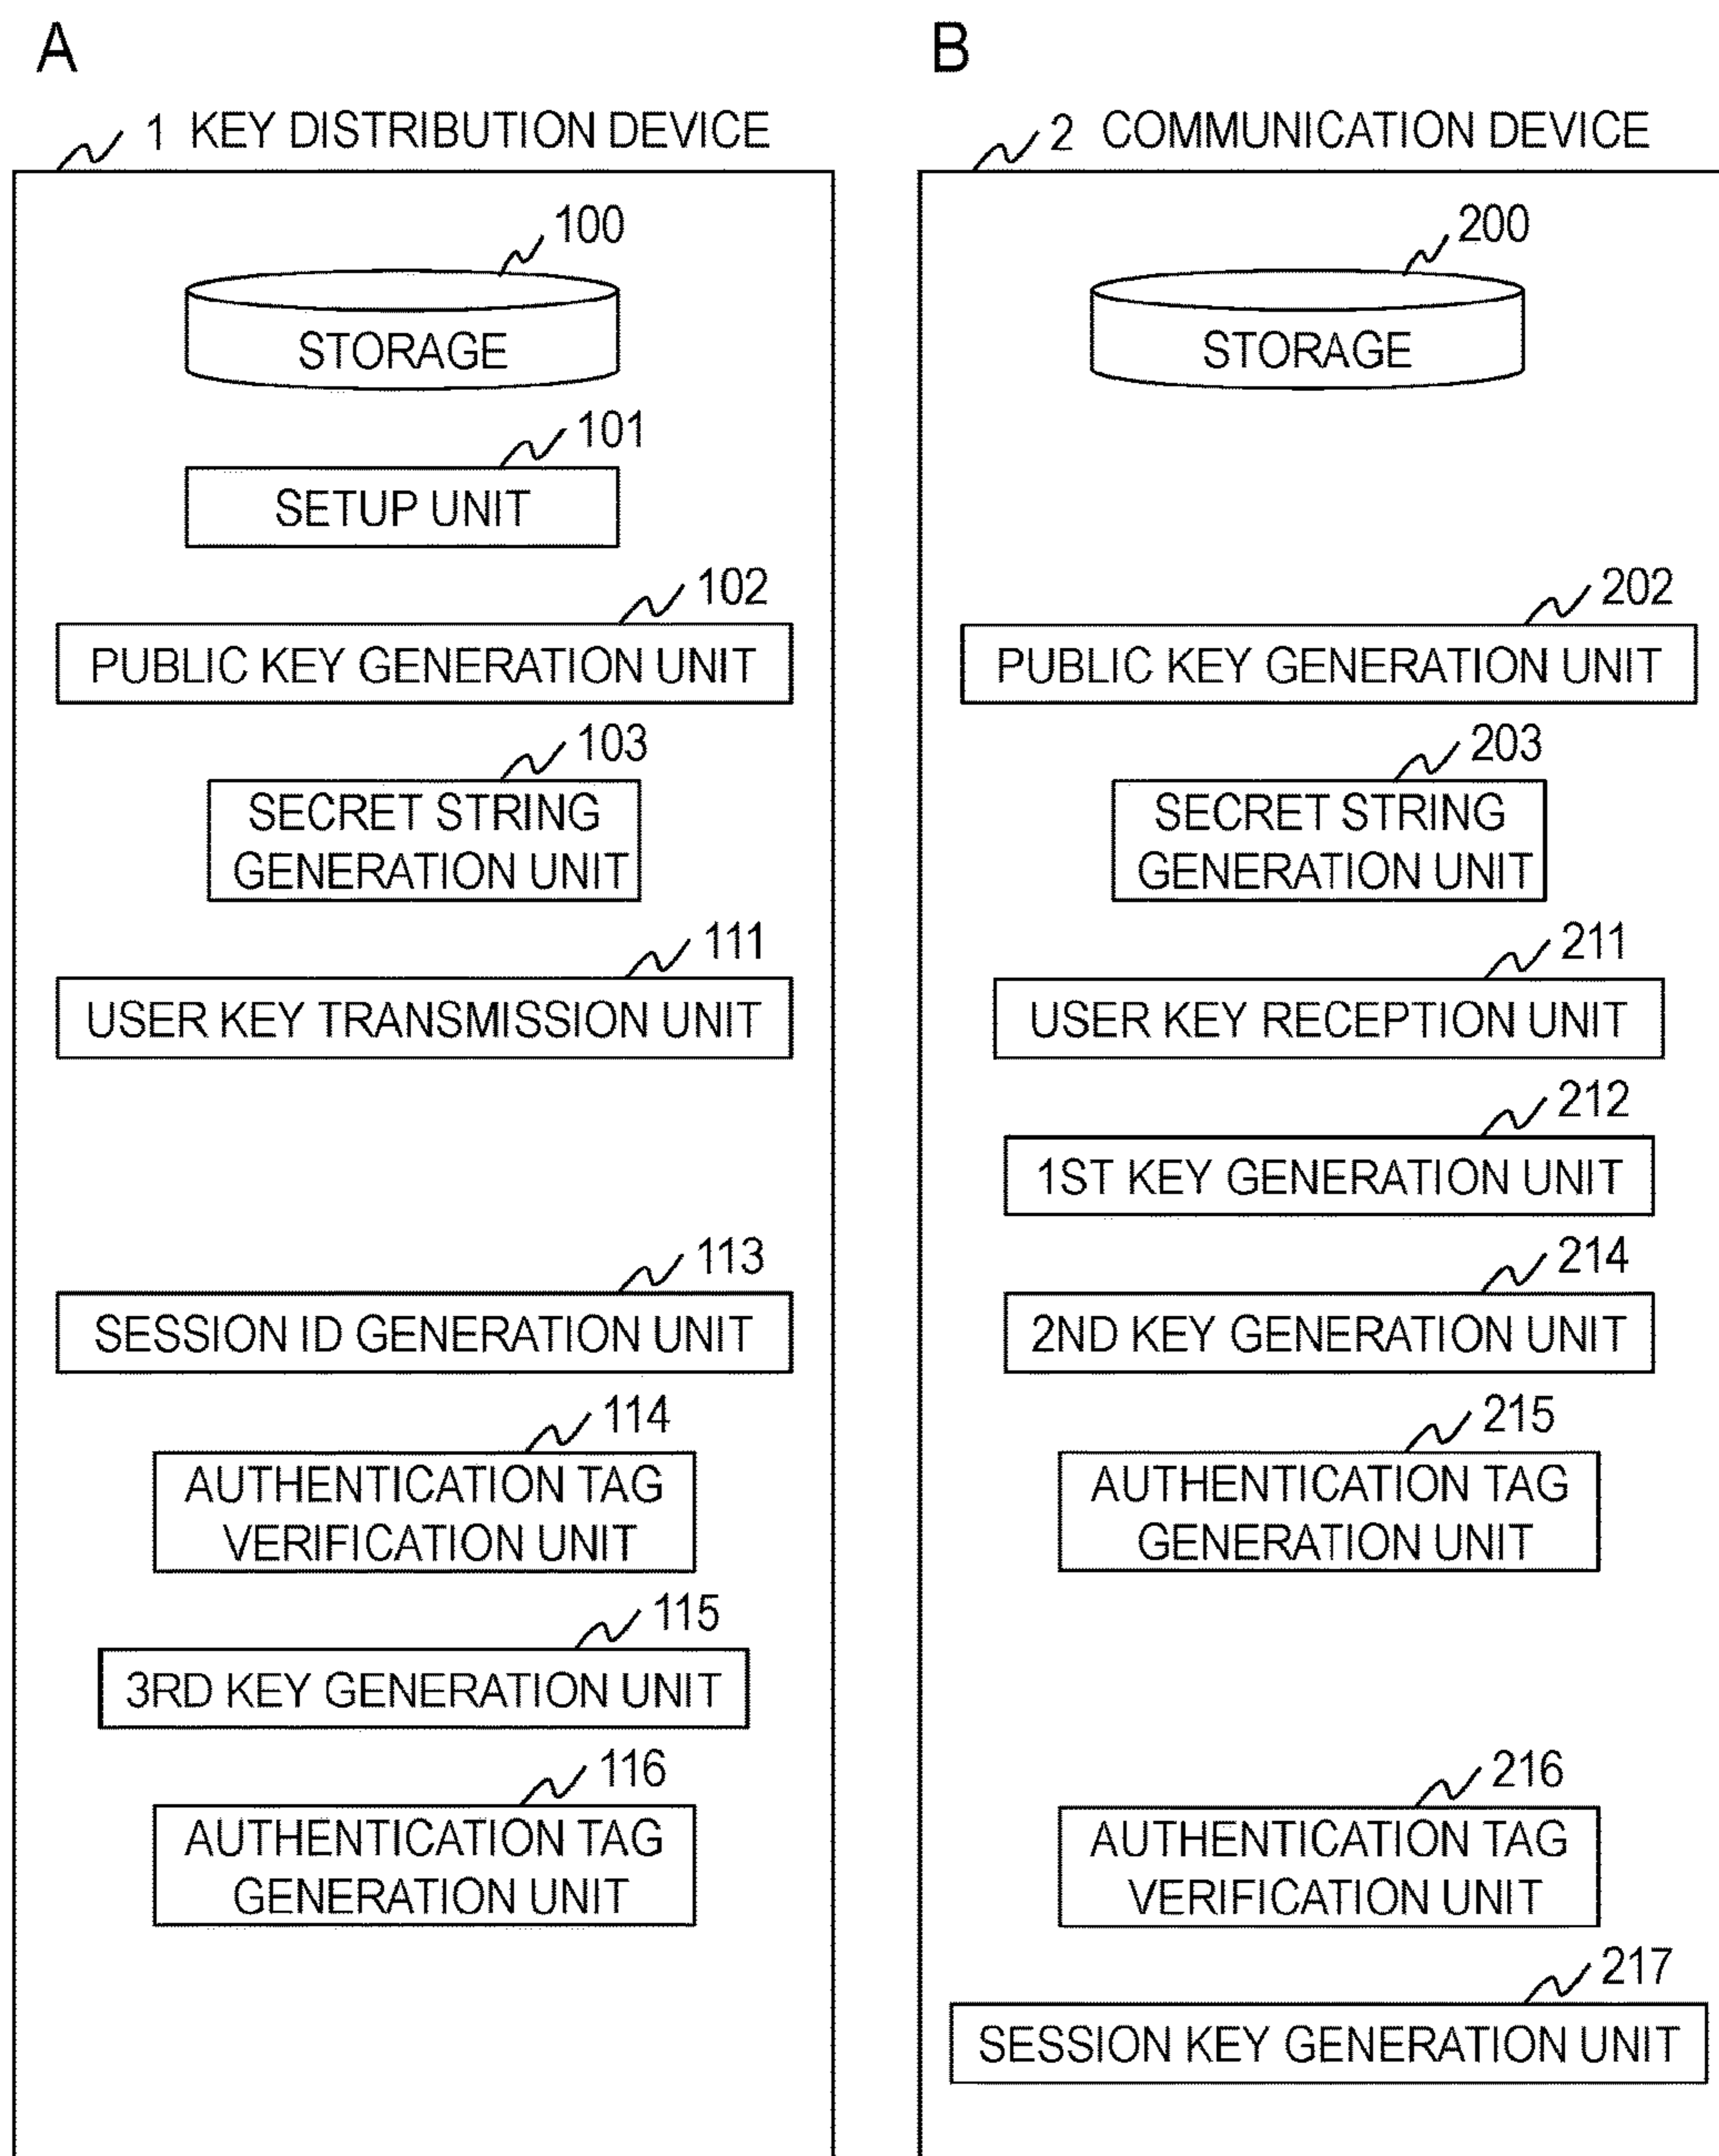 A
1 KEY DISTRIBUTION DEVICE
100
STORAGE
101
SETUP UNIT
102
PUBLIC KEY GENERATION UNIT
103
SECRET STRING
GENERATION UNIT
111
USER KEY TRANSMISSION UNIT
113
SESSION ID GENERATION UNIT
114
AUTHENTICATION TAG
VERIFICATION UNIT
115
3RD KEY GENERATION UNIT
116
AUTHENTICATION TAG
GENERATION UNIT
B
2 COMMUNICATION DEVICE
200
STORAGE
202
PUBLIC KEY GENERATION UNIT
203
SECRET STRING
GENERATION UNIT
211
USER KEY RECEPTION UNIT
212
1ST KEY GENERATION UNIT
214
2ND KEY GENERATION UNIT
215
AUTHENTICATION TAG
GENERATION UNIT
216
AUTHENTICATION TAG
VERIFICATION UNIT
217
SESSION KEY GENERATION UNIT